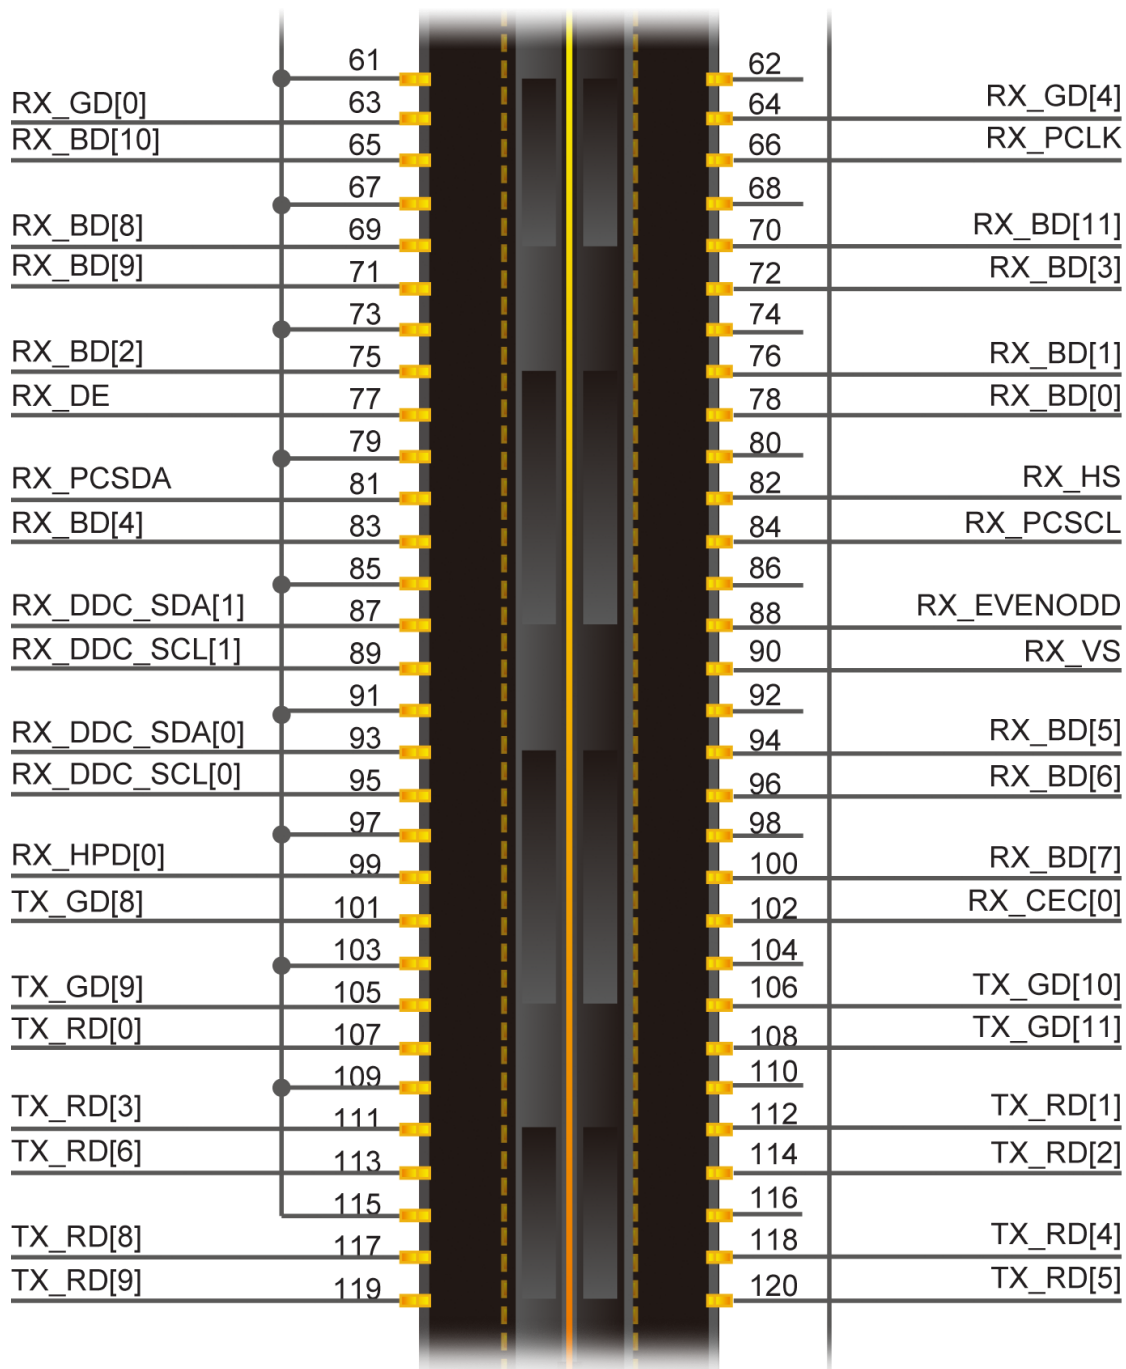 61 62
RX_GD[0] 63 64 RX_GD[4]
RX_BD[10] 65 66 RX_PCLK
67 68
RX_BD[8] 69 70 RX_BD[11]
RX_BD[9] 71 72 RX_BD[3]
73 74
RX_BD[2] 75 76 RX_BD[1]
RX_DE 77 78 RX_BD[0]
79 80
RX_PCSDA 81 82 RX_HS
RX_BD[4] 83 84 RX_PCSCL
85 86
RX_DDC_SDA[1] 87 88 RX_EVENODD
RX_DDC_SCL[1] 89 90 RX_VS
91 92
RX_DDC_SDA[0] 93 94 RX_BD[5]
RX_DDC_SCL[0] 95 96 RX_BD[6]
97 98
RX_HPD[0] 99 100 RX_BD[7]
TX_GD[8] 101 102 RX_CEC[0]
103 104
TX_GD[9] 105 106 TX_GD[10]
TX_RD[0] 107 108 TX_GD[11]
109 110
TX_RD[3] 111 112 TX_RD[1]
TX_RD[6] 113 114 TX_RD[2]
115 116
TX_RD[8] 117 118 TX_RD[4]
TX_RD[9] 119 120 TX_RD[5]